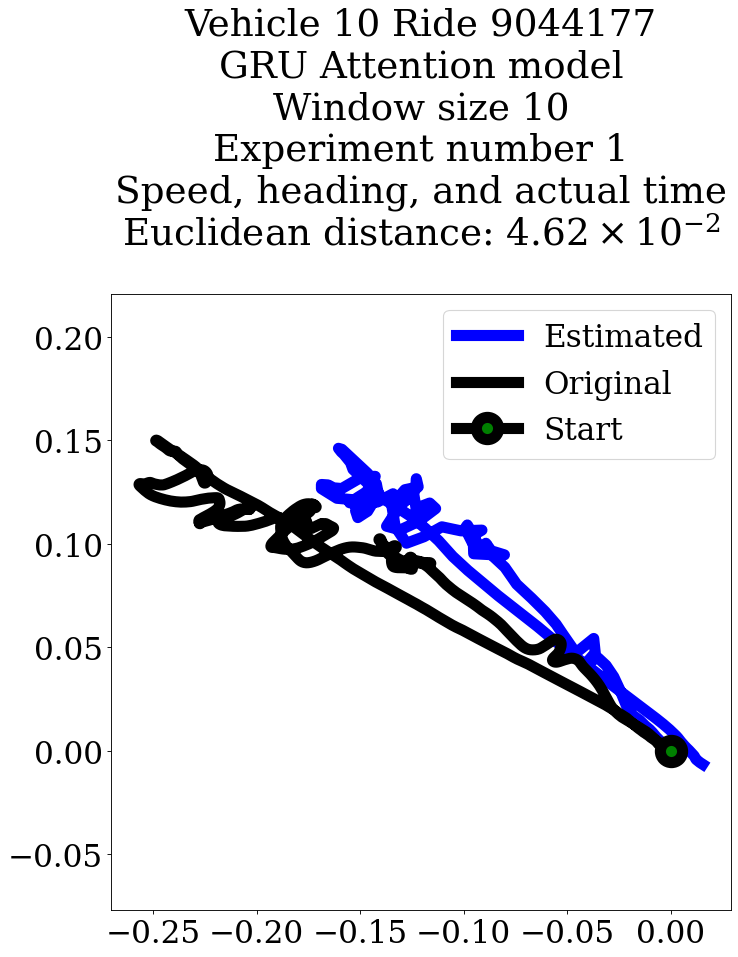 Vehicle 10 Ride 9044177
GRU Attention model
Window size 10
Experiment number 1
Speed, heading, and actual time
Euclidean distance: 4.62 × 10⁻²
Estimated
Original
Start
0.20
0.15
0.10
0.05
0.00
−0.05
−0.25 −0.20 −0.15 −0.10 −0.05 0.00